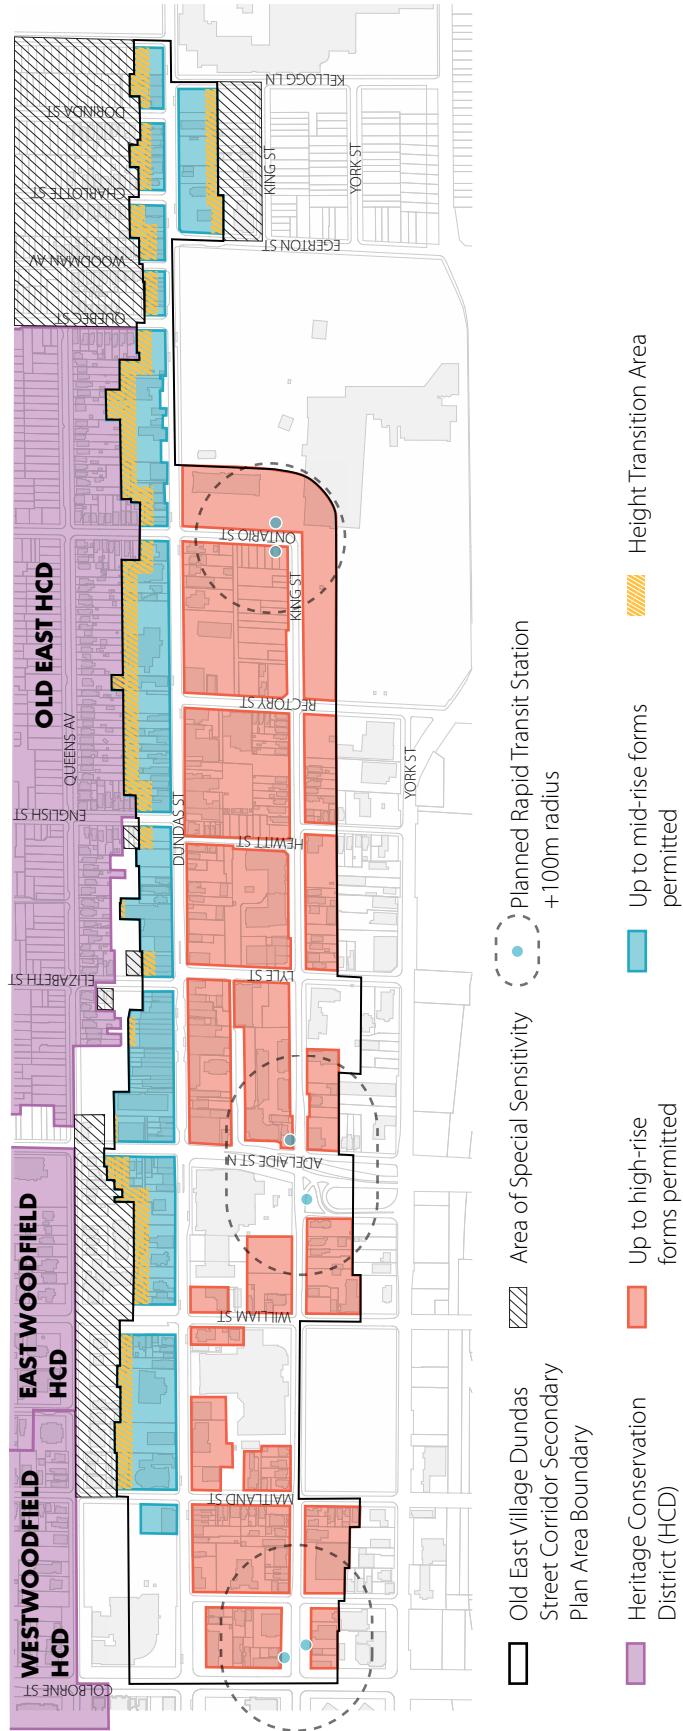 WESTWOODFIELD
HCD
EAST WOODFIELD
HCD
OLD EAST HCD
COLBORNE ST
MAITLAND ST
WILLIAM ST
ADELAIDE ST N
ELIZABETH ST
LYLE ST
ENGLISH ST
HEWITT ST
QUEENS AV
DUNDAS ST
RECTORY ST
YORK ST
KING ST
ONTARIO ST
QUEBEC ST
WOODMAN AV
EGERTON ST
CHARLOTTE ST
DORINDA ST
KING ST
YORK ST
KELLOGG LN
Old East Village Dundas
Street Corridor Secondary
Plan Area Boundary
Area of Special Sensitivity
Planned Rapid Transit Station
+100m radius
Heritage Conservation
District (HCD)
Up to high-rise
forms permitted
Up to mid-rise forms
permitted
Height Transition Area